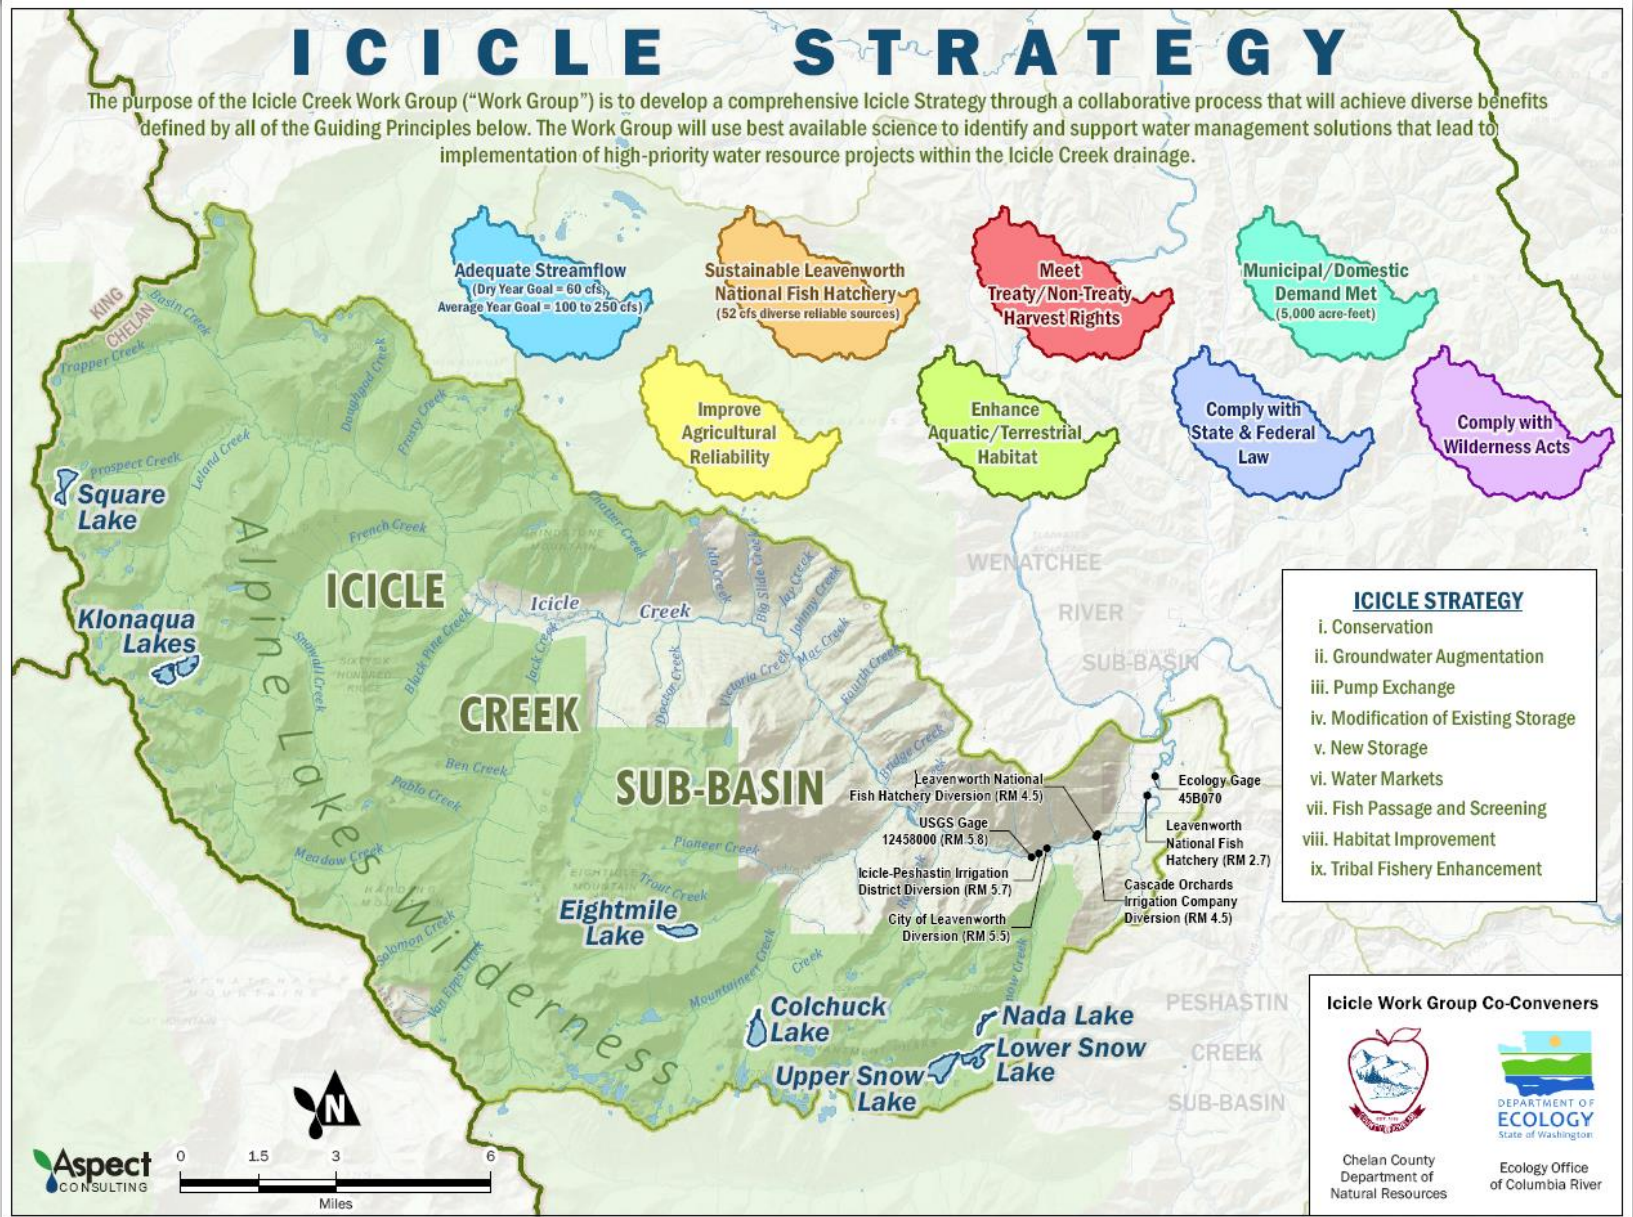 ICICLE STRATEGY
The purpose of the Icicle Creek Work Group (“Work Group”) is to develop a comprehensive Icicle Strategy through a collaborative process that will achieve diverse benefits
defined by all of the Guiding Principles below. The Work Group will use best available science to identify and support water management solutions that lead to
implementation of high-priority water resource projects within the Icicle Creek drainage.
Adequate Streamflow
(Dry Year Goal = 60 cfs,
Average Year Goal = 100 to 250 cfs)
Sustainable Leavenworth
National Fish Hatchery
(52 cfs diverse reliable sources)
Meet
Treaty/Non-Treaty
Harvest Rights
Municipal/Domestic
Demand Met
(5,000 acre-feet)
Improve
Agricultural
Reliability
Enhance
Aquatic/Terrestrial
Habitat
Comply with
State & Federal
Law
Comply with
Wilderness Acts
KING
CHELAN
Basin Creek
Trapper Creek
Doughgod Creek
Frosty Creek
Prospect Creek
Leland Creek
Square
Lake
French Creek
Chatter Creek
Ida Creek
Big Slide Creek
Jay Creek
Johnny Creek
Mac Creek
Fourth Creek
Victoria Creek
Doctor Creek
Jack Creek
Black Pine Creek
Snowall Creek
Icicle Creek
Klonaqua
Lakes
Alpine Lakes Wilderness
ICICLE
CREEK
SUB-BASIN
WENATCHEE
RIVER
SUB-BASIN
Bridge Creek
Ben Creek
Pablo Creek
Meadow Creek
Pioneer Creek
Trout Creek
EIGHTMILE
MOUNTAIN
Eightmile
Lake
Solomon Creek
Van Epps Creek
Mountaineer Creek
Creek
Snow Creek
Leavenworth National
Fish Hatchery Diversion (RM 4.5)
USGS Gage
12458000 (RM 5.8)
Icicle-Peshastin Irrigation
District Diversion (RM 5.7)
City of Leavenworth
Diversion (RM 5.5)
Ecology Gage
45B070
Leavenworth
National Fish
Hatchery (RM 2.7)
Cascade Orchards
Irrigation Company
Diversion (RM 4.5)
Colchuck
Lake
Nada Lake
Lower Snow
Lake
Upper Snow
Lake
PESHASTIN
CREEK
SUB-BASIN
ICICLE STRATEGY
i. Conservation
ii. Groundwater Augmentation
iii. Pump Exchange
iv. Modification of Existing Storage
v. New Storage
vi. Water Markets
vii. Fish Passage and Screening
viii. Habitat Improvement
ix. Tribal Fishery Enhancement
Icicle Work Group Co-Conveners
DEPARTMENT OF
ECOLOGY
State of Washington
Chelan County
Department of
Natural Resources
Ecology Office
of Columbia River
N
Aspect
CONSULTING
0 1.5 3 6
Miles